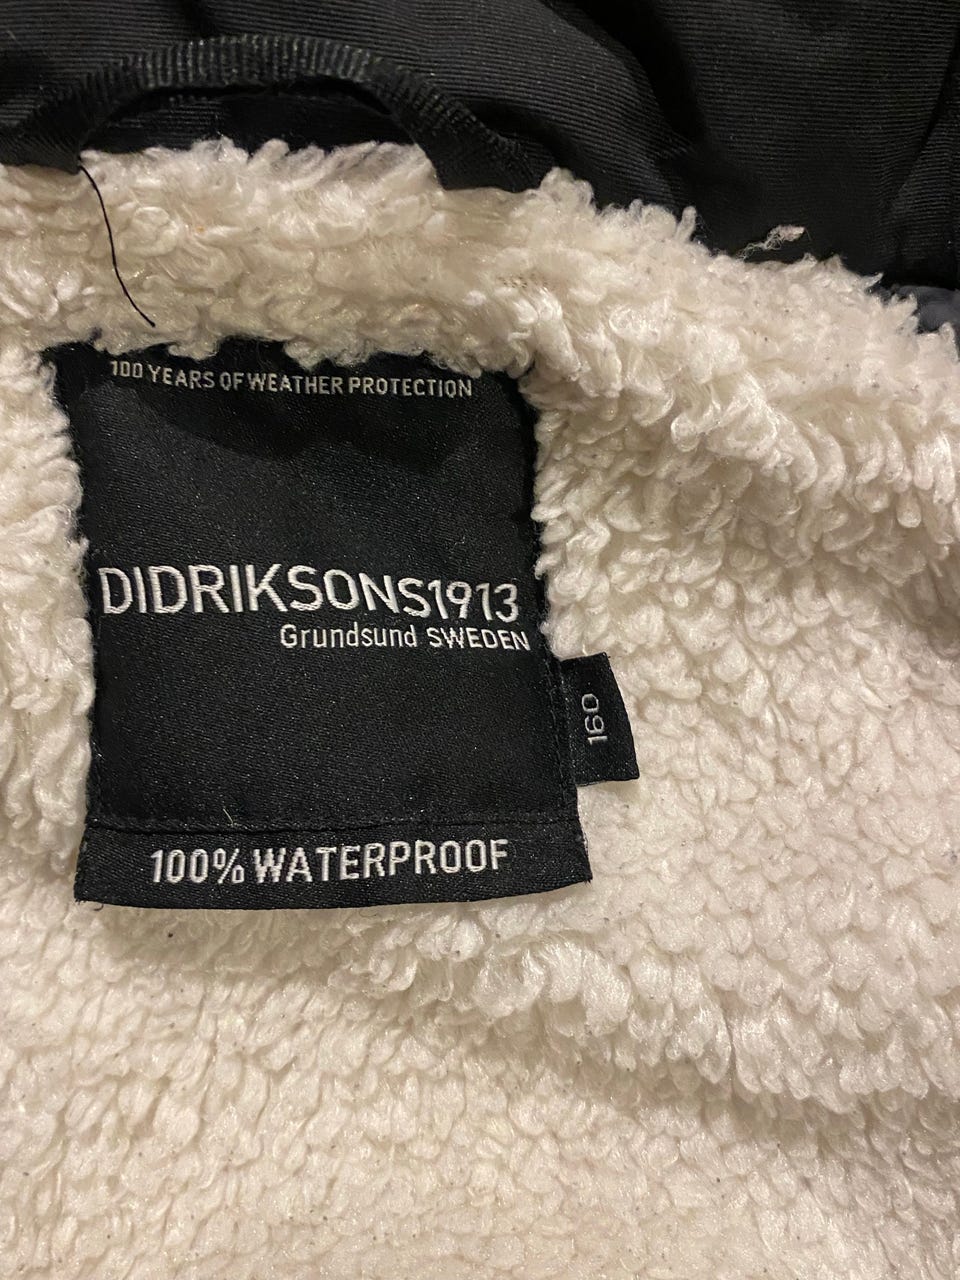 100 YEARS OF WEATHER PROTECTION
DIDRIKSONS1913
Grundsund SWEDEN
160
100% WATERPROOF